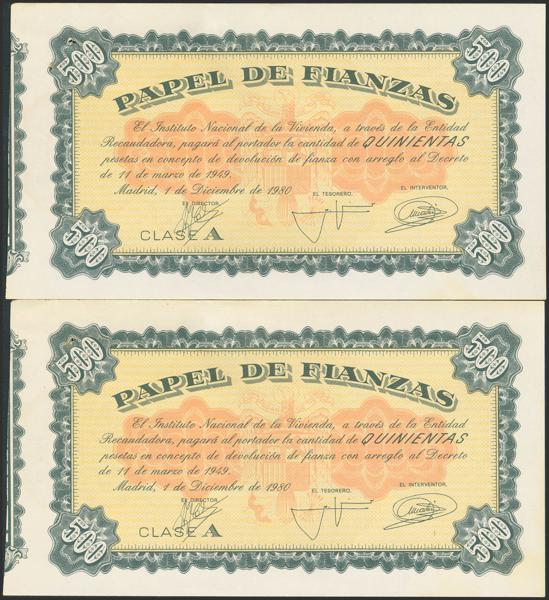 500 500
PAPEL DE FIANZAS
El Instituto Nacional de la Vivienda, a través de la Entidad
Recaudadora, pagará al portador la cantidad de QUINIENTAS
pesetas en concepto de devolución de fianza con arreglo al Decreto
de 11 de marzo de 1949.
Madrid, 1 de Diciembre de 1980
EL DIRECTOR, EL TESORERO, EL INTERVENTOR,
CLASE A
500 500
500 500
PAPEL DE FIANZAS
El Instituto Nacional de la Vivienda, a través de la Entidad
Recaudadora, pagará al portador la cantidad de QUINIENTAS
pesetas en concepto de devolución de fianza con arreglo al Decreto
de 11 de marzo de 1949.
Madrid, 1 de Diciembre de 1980
EL DIRECTOR, EL TESORERO, EL INTERVENTOR,
CLASE A
500 500